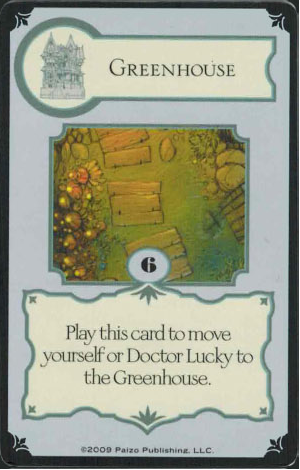 GREENHOUSE
6
Play this card to move
yourself or Doctor Lucky to
the Greenhouse.
©2009 Paizo Publishing, LLC.